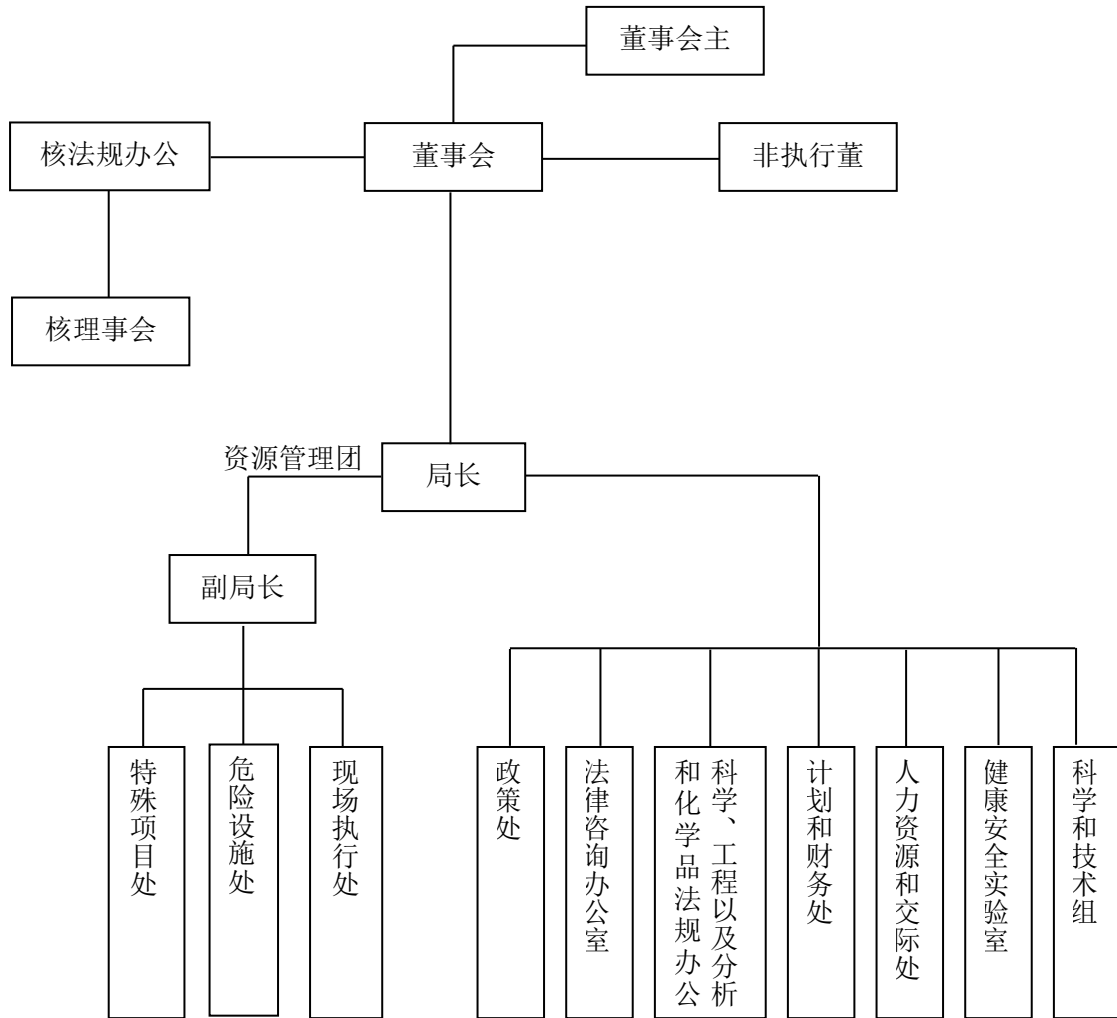 董事会主
核法规办公
董事会
非执行董
核理事会
资源管理团
局长
副局长
特殊项目处
危险设施处
现场执行处
政策处
法律咨询办公室
科学、工程以及分析
和化学品法规办公
计划和财务处
人力资源和交际处
健康安全实验室
科学和技术组